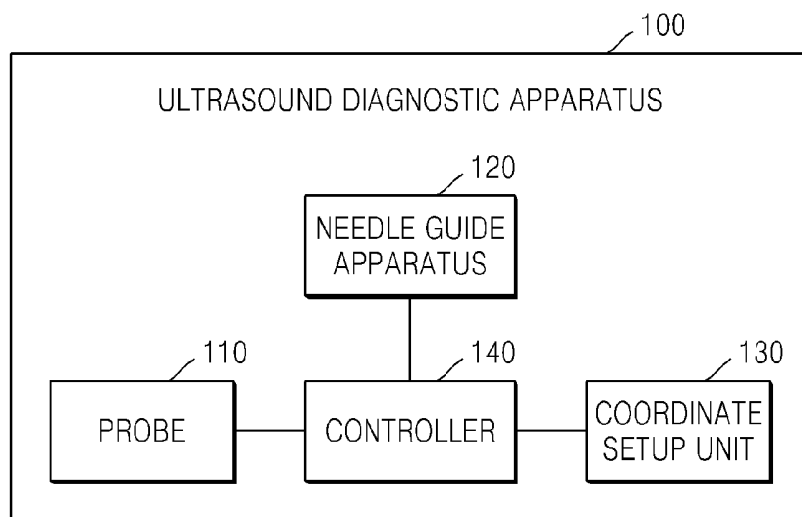 100
ULTRASOUND DIAGNOSTIC APPARATUS
120
NEEDLE GUIDE
APPARATUS
110
140
130
PROBE
CONTROLLER
COORDINATE
SETUP UNIT